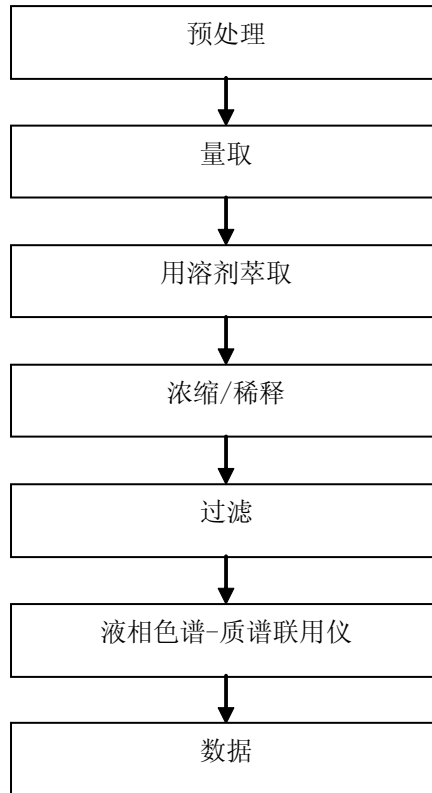 预处理
量取
用溶剂萃取
浓缩/稀释
过滤
液相色谱-质谱联用仪
数据